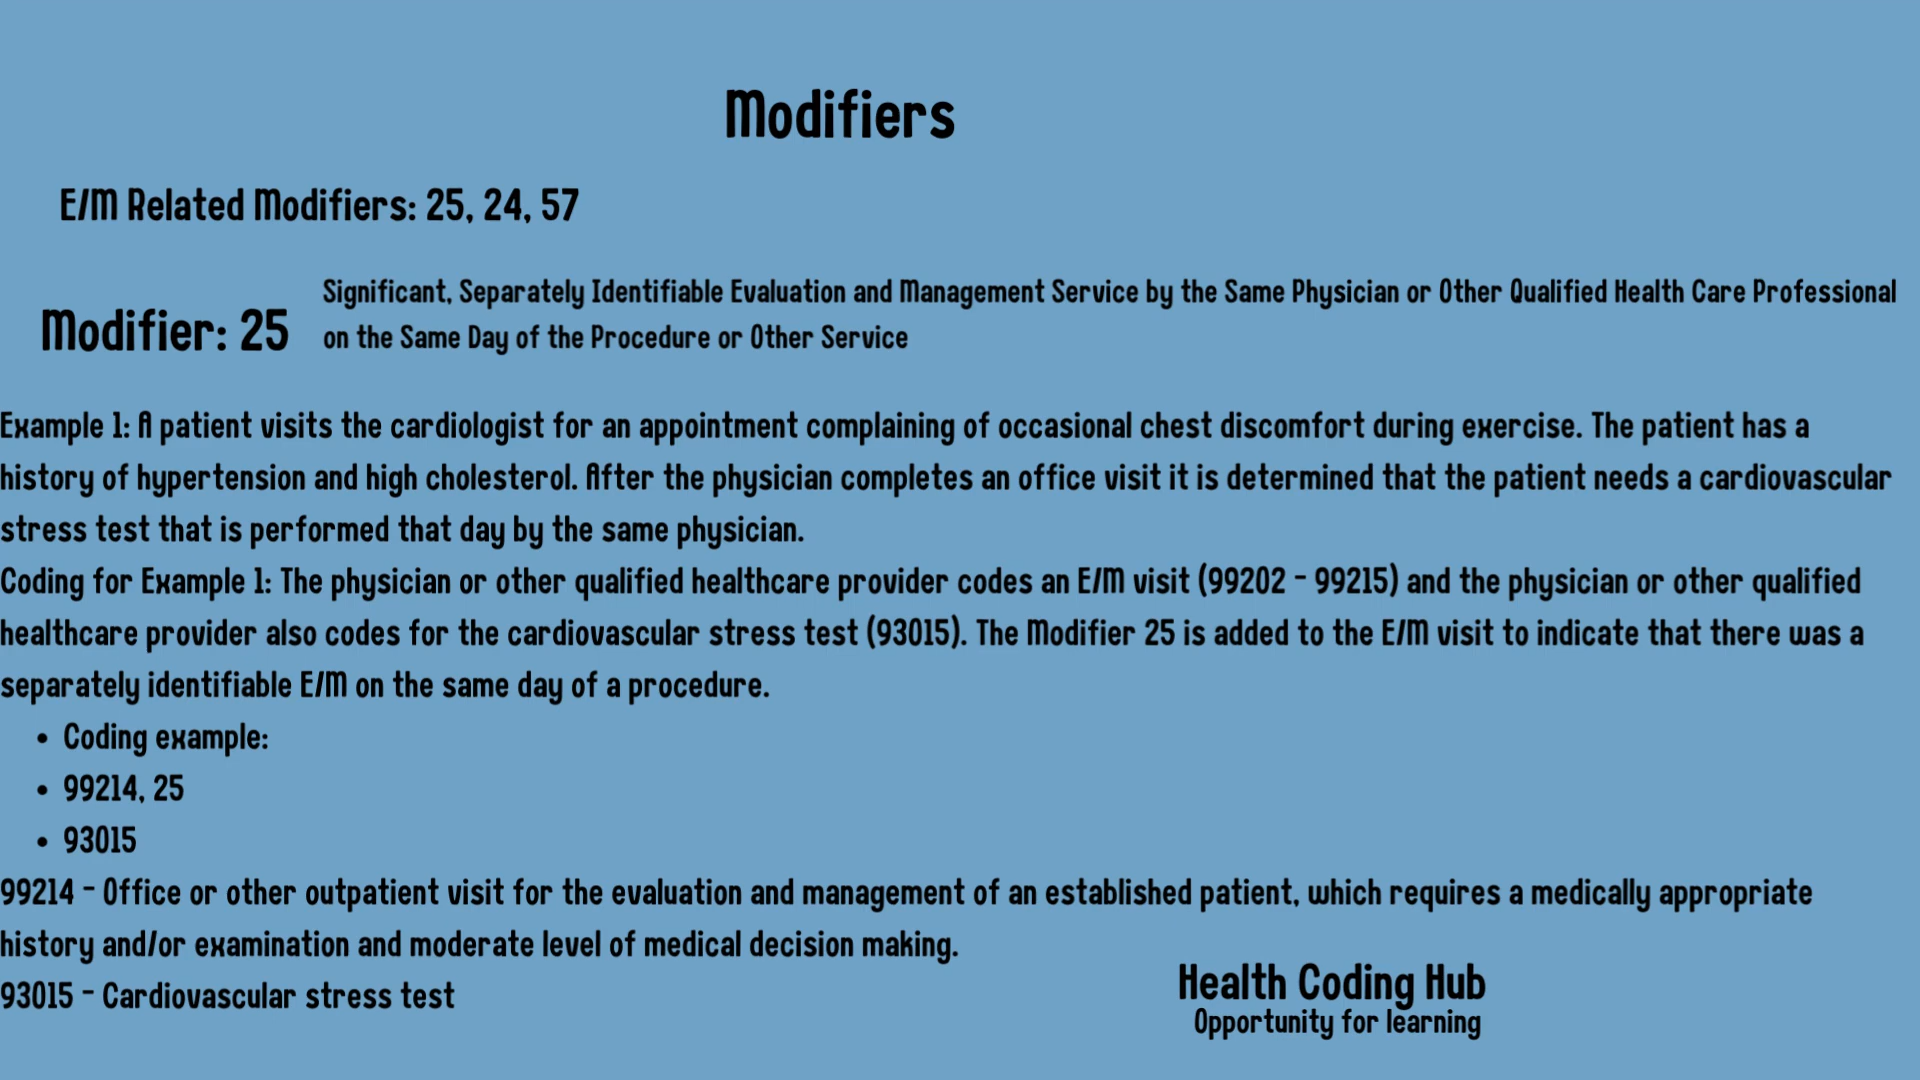 Modifiers
E/M Related Modifiers: 25, 24, 57
Modifier: 25
Significant, Separately Identifiable Evaluation and Management Service by the Same Physician or Other Qualified Health Care Professional
on the Same Day of the Procedure or Other Service
Example 1: A patient visits the cardiologist for an appointment complaining of occasional chest discomfort during exercise. The patient has a
history of hypertension and high cholesterol. After the physician completes an office visit it is determined that the patient needs a cardiovascular
stress test that is performed that day by the same physician.
Coding for Example 1: The physician or other qualified healthcare provider codes an E/M visit (99202 - 99215) and the physician or other qualified
healthcare provider also codes for the cardiovascular stress test (93015). The Modifier 25 is added to the E/M visit to indicate that there was a
separately identifiable E/M on the same day of a procedure.
• Coding example:
• 99214, 25
• 93015
99214 - Office or other outpatient visit for the evaluation and management of an established patient, which requires a medically appropriate
history and/or examination and moderate level of medical decision making.
93015 - Cardiovascular stress test
Health Coding Hub
Opportunity for learning